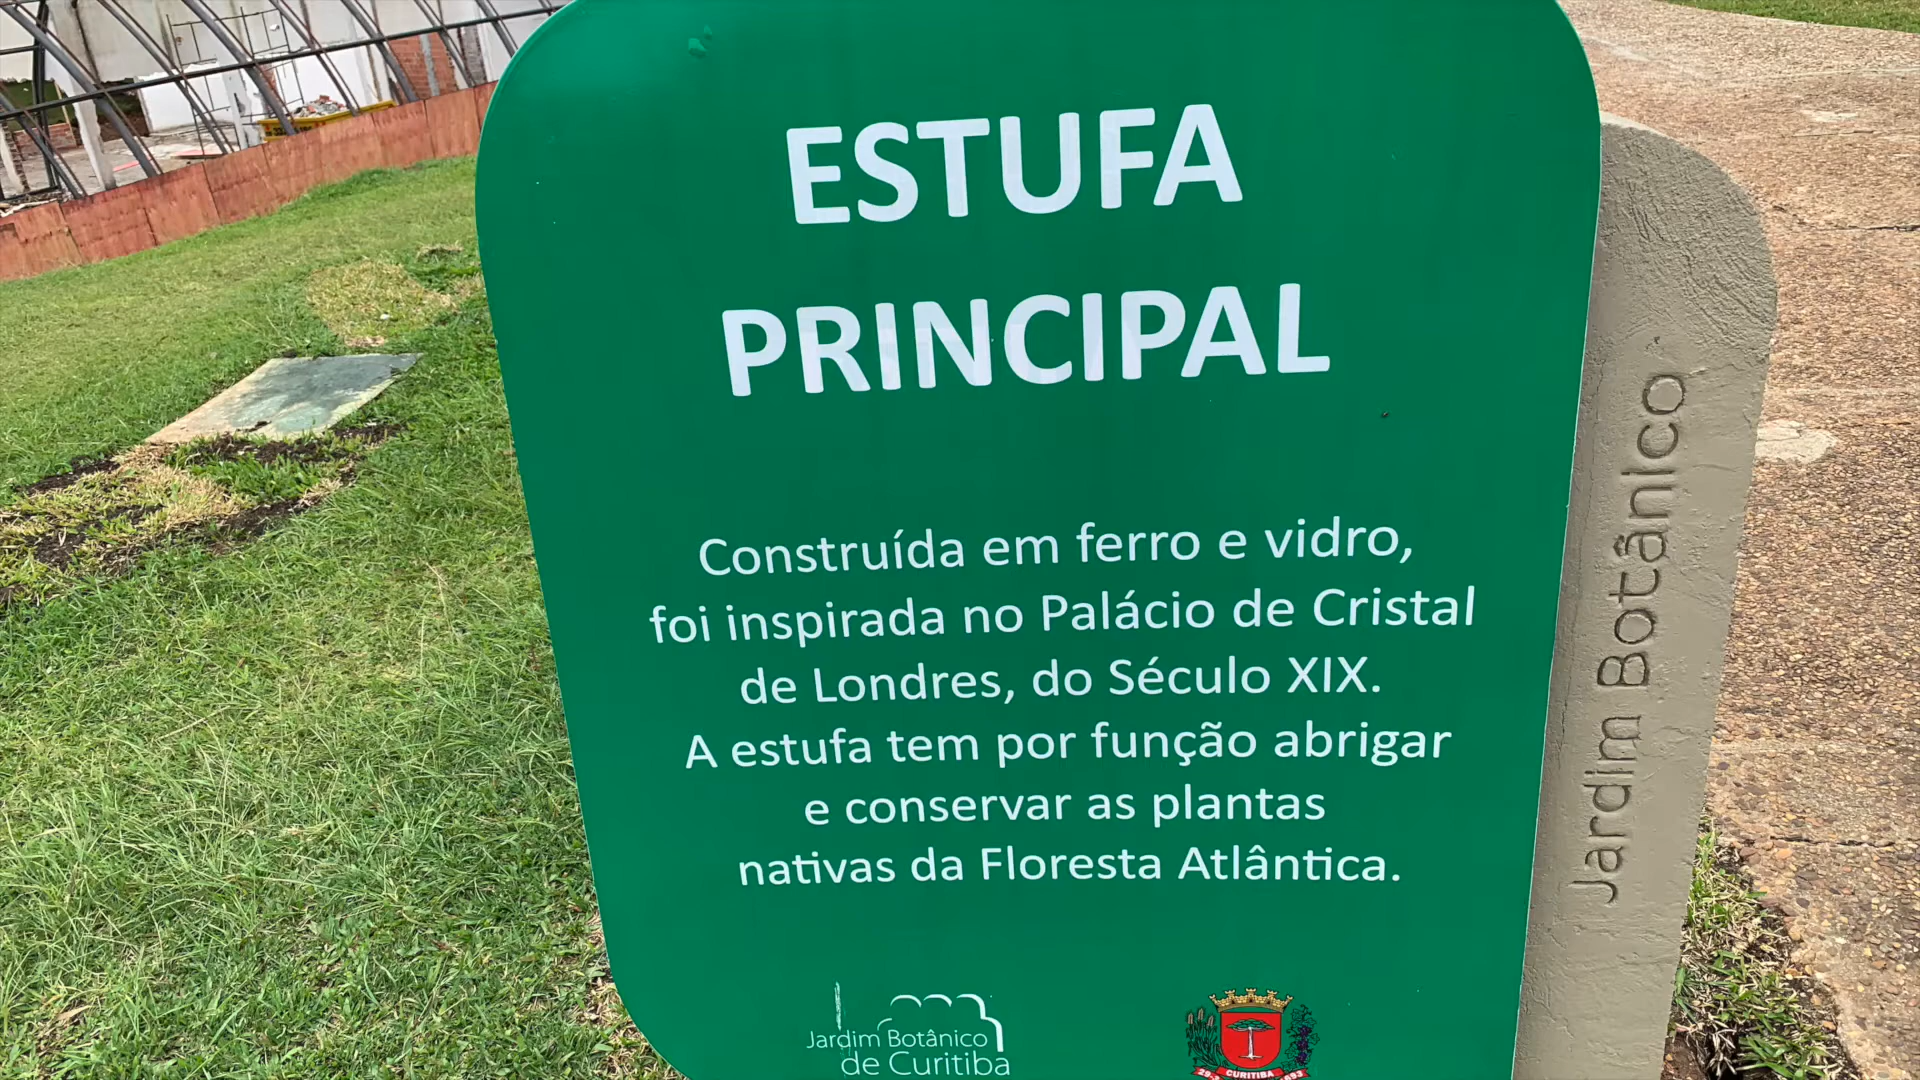 ESTUFA
PRINCIPAL
Construída em ferro e vidro,
foi inspirada no Palácio de Cristal
de Londres, do Século XIX.
A estufa tem por função abrigar
e conservar as plantas
nativas da Floresta Atlântica.
Jardim Botânico
de Curitiba
CURITIBA
Jardim Botânico